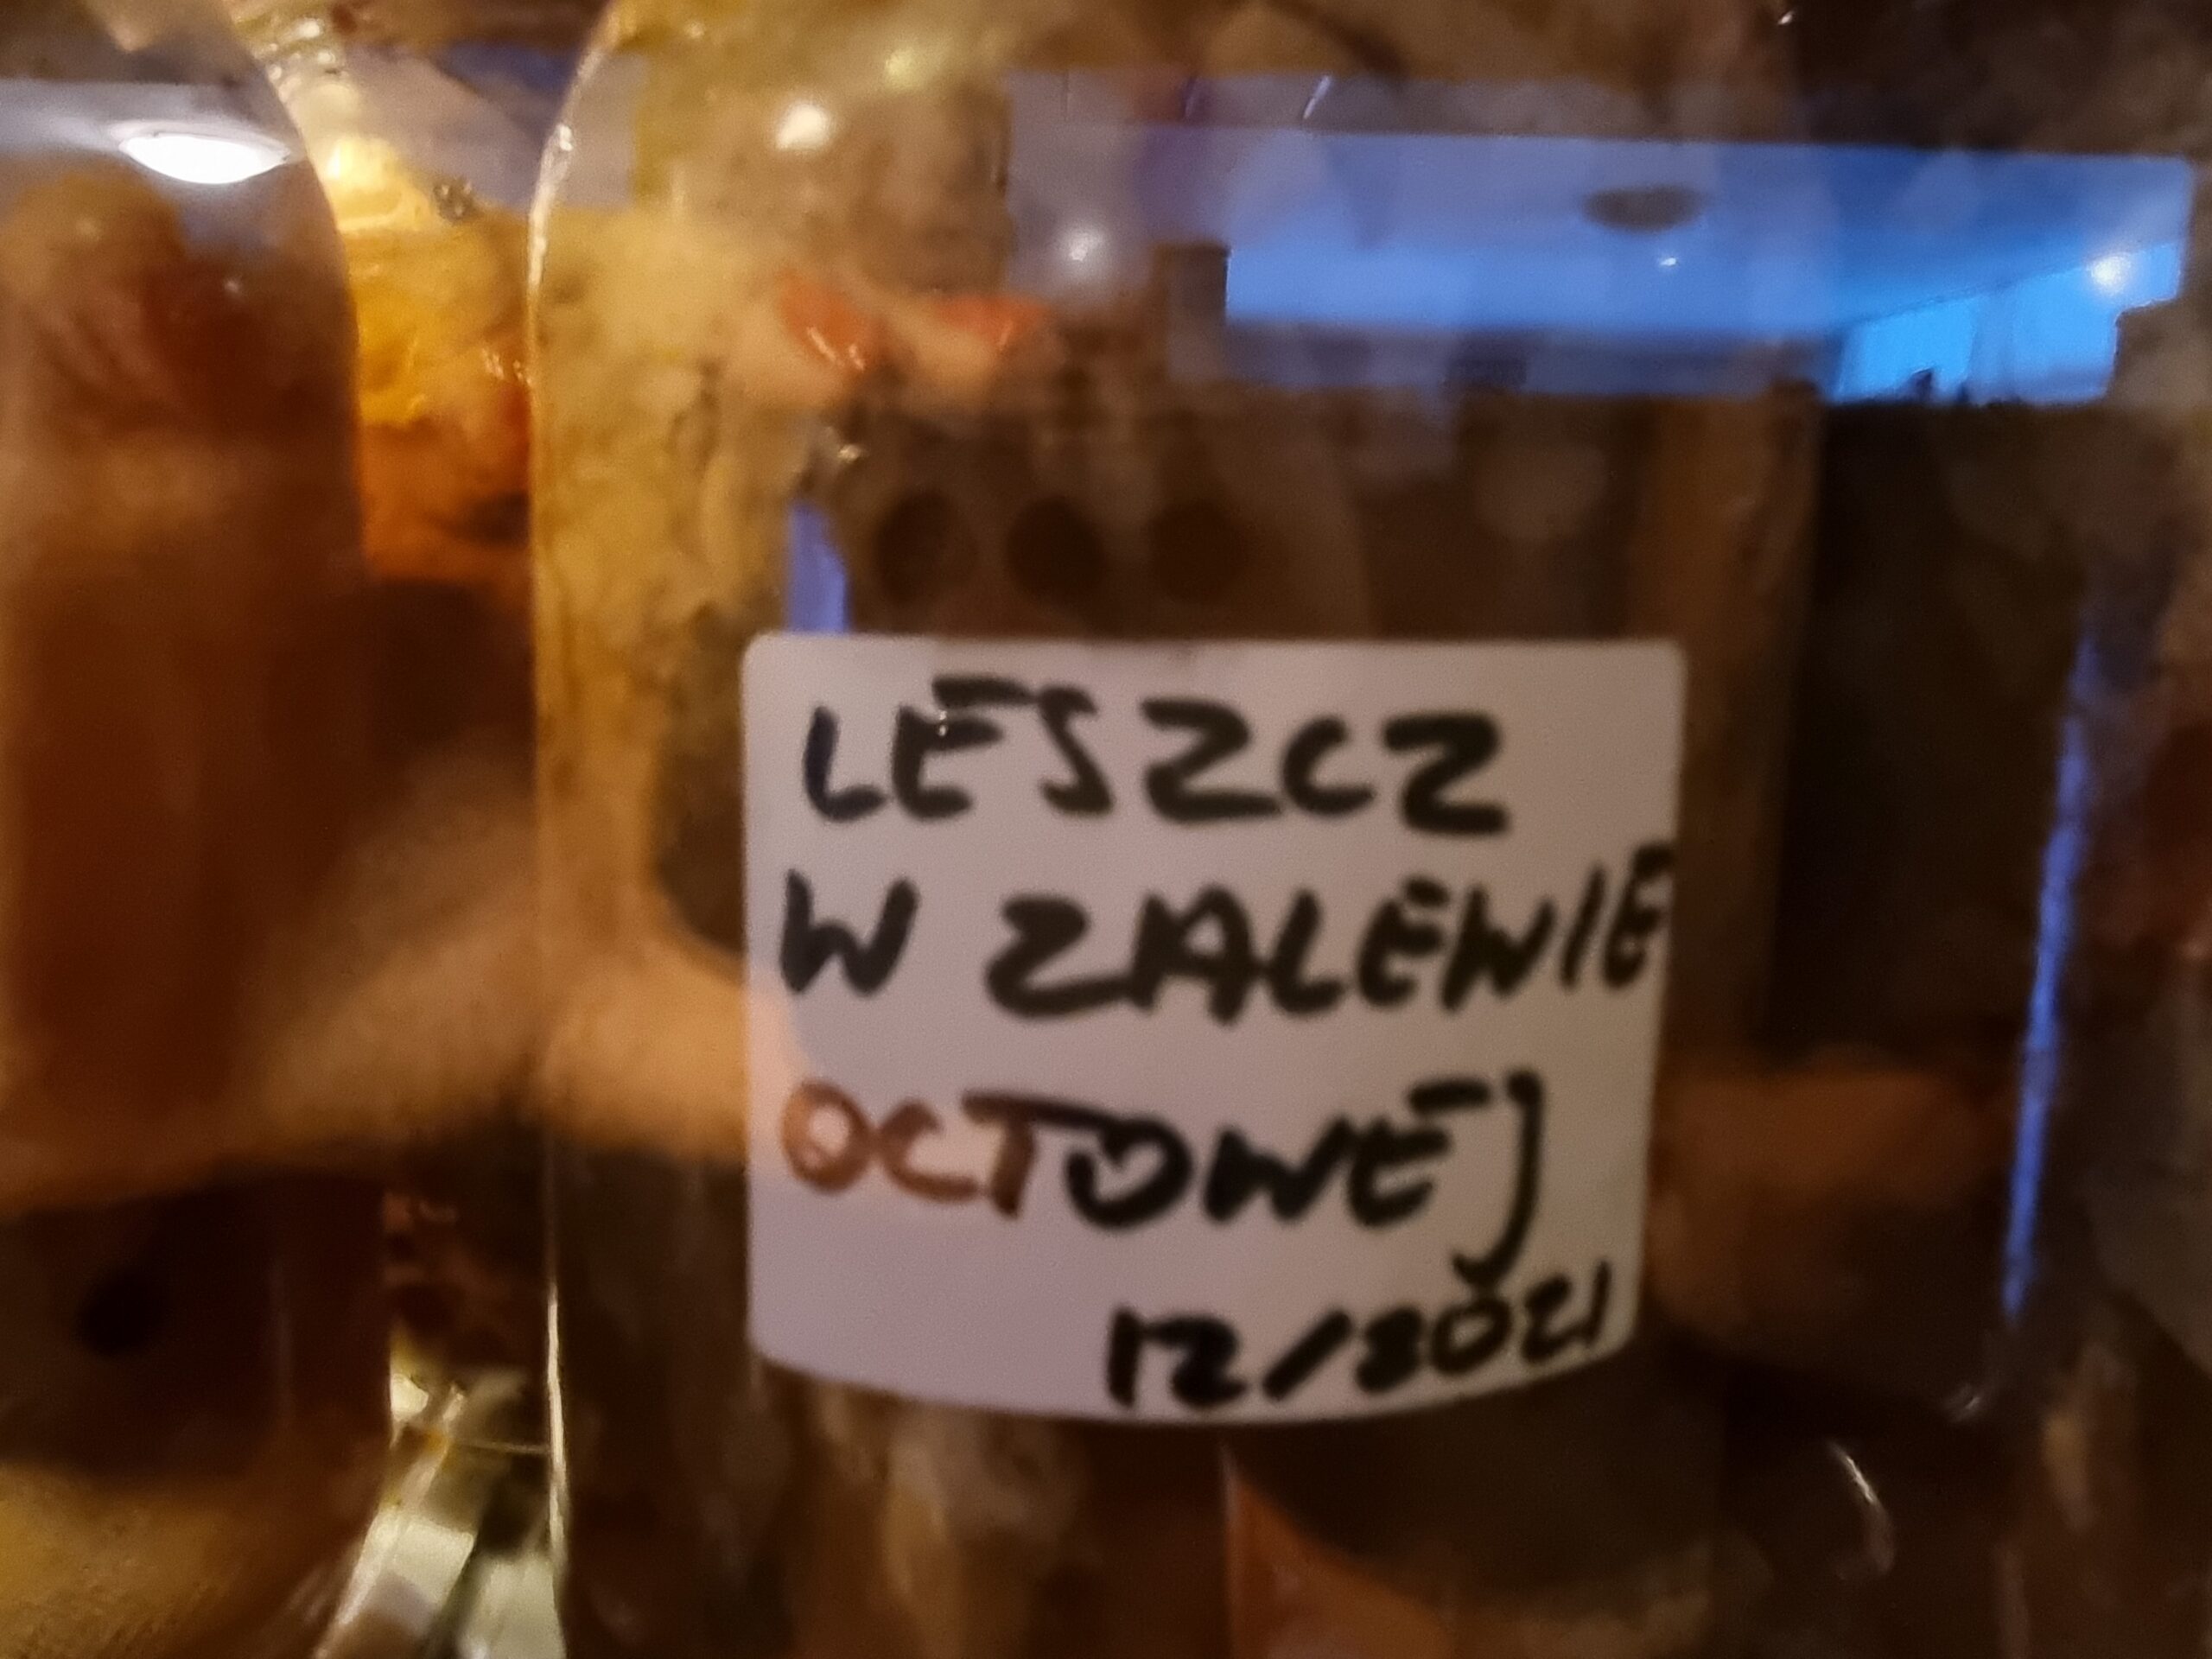 LESZCZ
W ZALEWIE
OCTOWEJ
12/2021